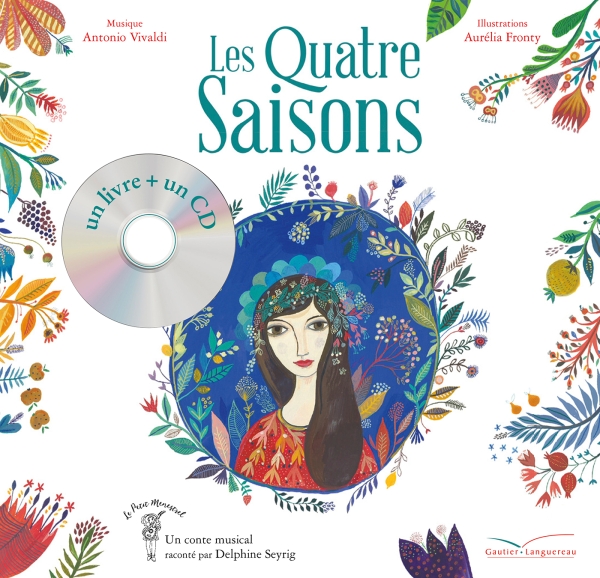 Musique
Antonio Vivaldi
Illustrations
Aurélia Fronty
Les Quatre
Saisons
un livre + un CD
Le Petit Ménestrel
Un conte musical
raconté par Delphine Seyrig
Gautier • Languereau